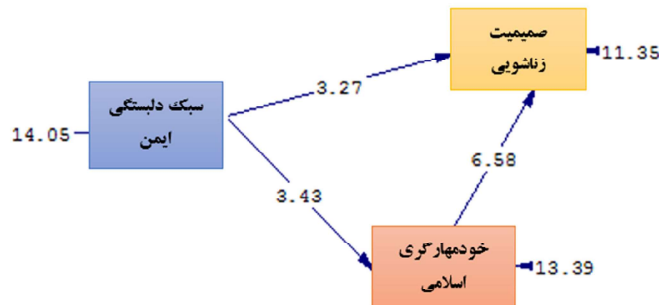 صمیمیت
زناشویی
11.35
3.27
سبک دلبستگی
ایمن
14.05
6.58
3.43
خودمهارگری
اسلامی
13.39